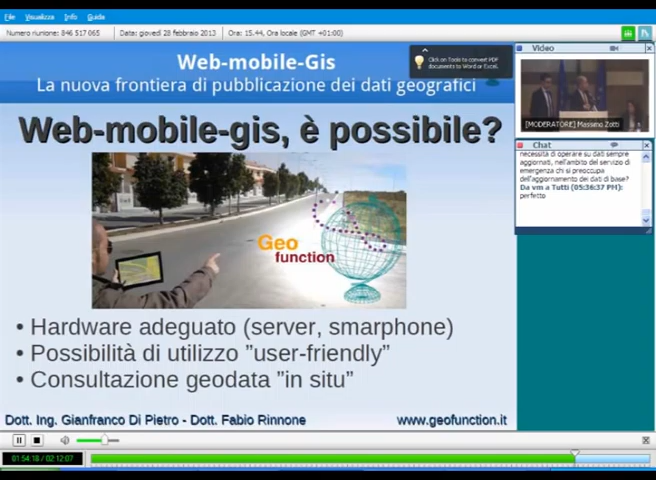 File Visualizza Info Guida
Numero riunione: 846 517 065 Data: giovedì 28 febbraio 2013 Ora: 15.44, Ora locale (GMT +01:00)
Web-mobile-Gis
La nuova frontiera di pubblicazione dei dati geografici
Click on Tools to convert PDF
documents to Word or Excel.
Web-mobile-gis, è possibile?
Geo
function
• Hardware adeguato (server, smarphone)
• Possibilità di utilizzo "user-friendly"
• Consultazione geodata "in situ"
Dott. Ing. Gianfranco Di Pietro - Dott. Fabio Rinnone www.geofunction.it
Video
[MODERATORE] Massimo Zotti
Chat
necessità di operare su dati sempre
aggiornati, nell'ambito del servizio di
emergenza chi si preoccupa
dell'aggiornamento dei dati di base?
Da vm a Tutti (05:36:37 PM):
perfetto
01:54:18 / 02:12:07